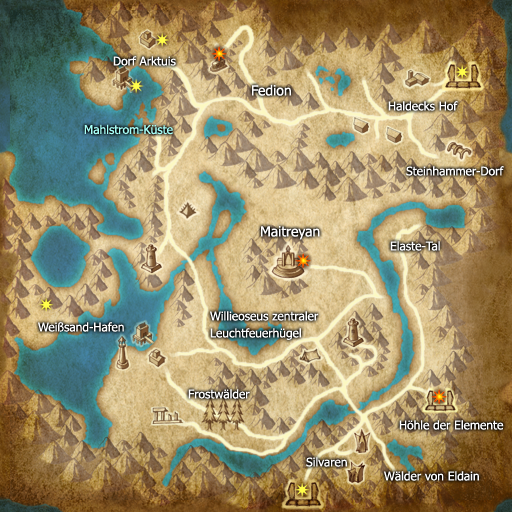 Dorf Arktuis
Fedion
Haldecks Hof
Mahlstrom-Küste
Steinhammer-Dorf
Maitreyan
Elaste-Tal
Willieoseus zentraler
Leuchtfeuerhügel
Weißsand-Hafen
Frostwälder
Höhle der Elemente
Silvaren
Wälder von Eldain